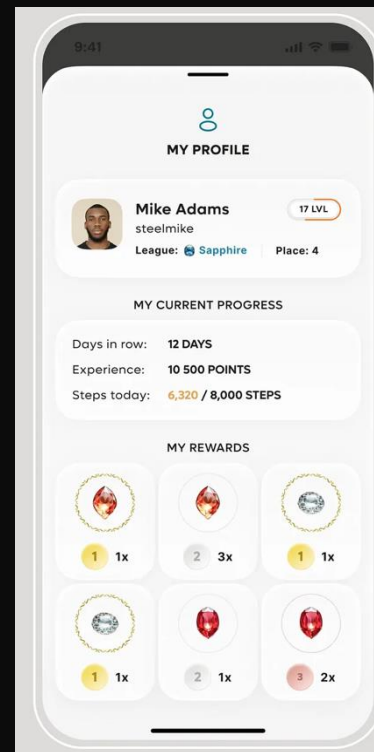 9:41
MY PROFILE
Mike Adams
17 LVL
steelmike
League: Sapphire Place: 4
MY CURRENT PROGRESS
Days in row: 12 DAYS
Experience: 10 500 POINTS
Steps today: 6,320 / 8,000 STEPS
MY REWARDS
1 1x 2 3x 1 1x
1 1x 2 1x 3 2x